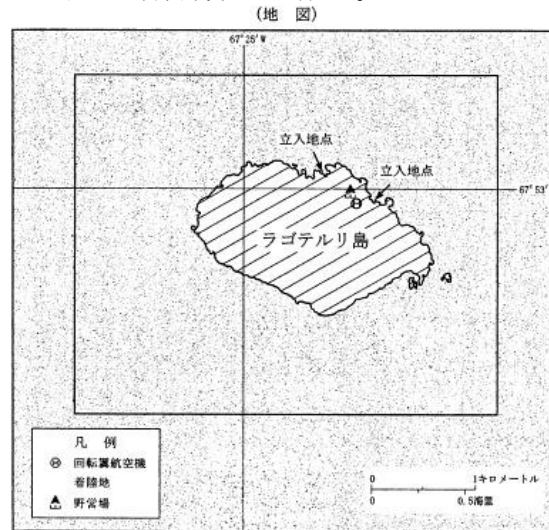 (地 図)
67°25'W
立入地点
立入地点
67°53'
ラゴテルリ島
凡 例
回転翼航空機
着陸地
野営場
0 1キロメートル
0 0.5海里